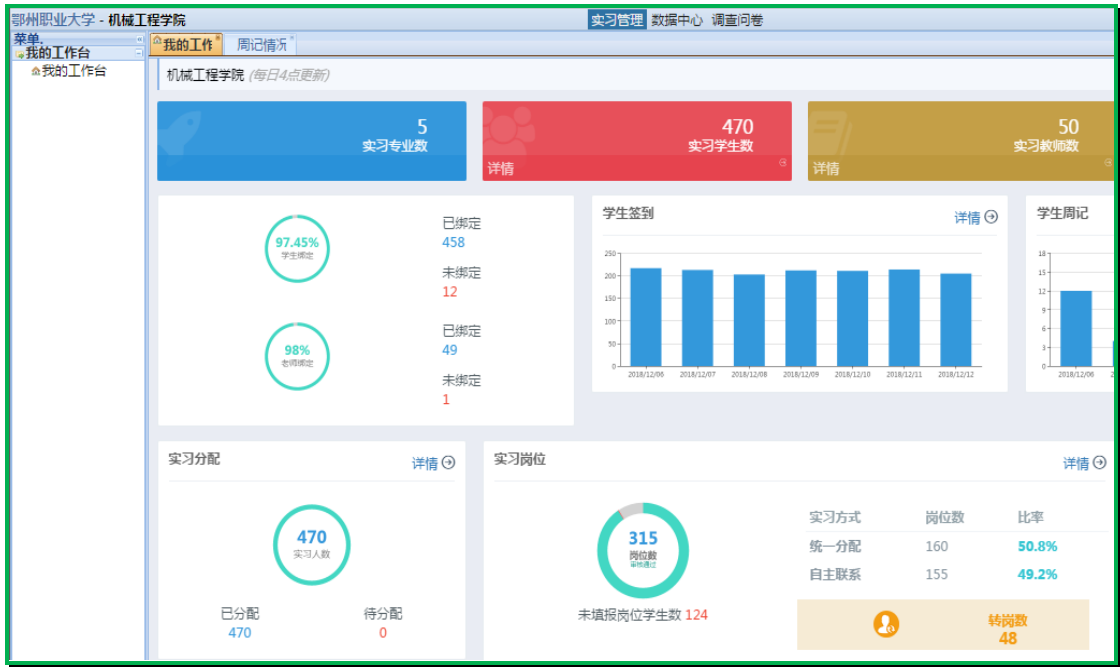 鄂州职业大学 - 机械工程学院
实习管理 数据中心 调查问卷
菜单
我的工作台
我的工作台
我的工作 周记情况
机械工程学院 (每日4点更新)
5
实习专业数
470
实习学生数
详情
50
实习教师数
详情
97.45%
学生绑定
已绑定
458
未绑定
12
98%
老师绑定
已绑定
49
未绑定
1
学生签到 详情
250
200
150
100
50
0
2018/12/06 2018/12/07 2018/12/08 2018/12/09 2018/12/10 2018/12/11 2018/12/12
学生周记
18
15
12
9
6
3
0
2018/12/06
实习分配 详情
470
实习人数
已分配 待分配
470 0
实习岗位 详情
315
岗位数
审核通过
未填报岗位学生数 124
实习方式 岗位数 比率
统一分配 160 50.8%
自主联系 155 49.2%
转岗数
48